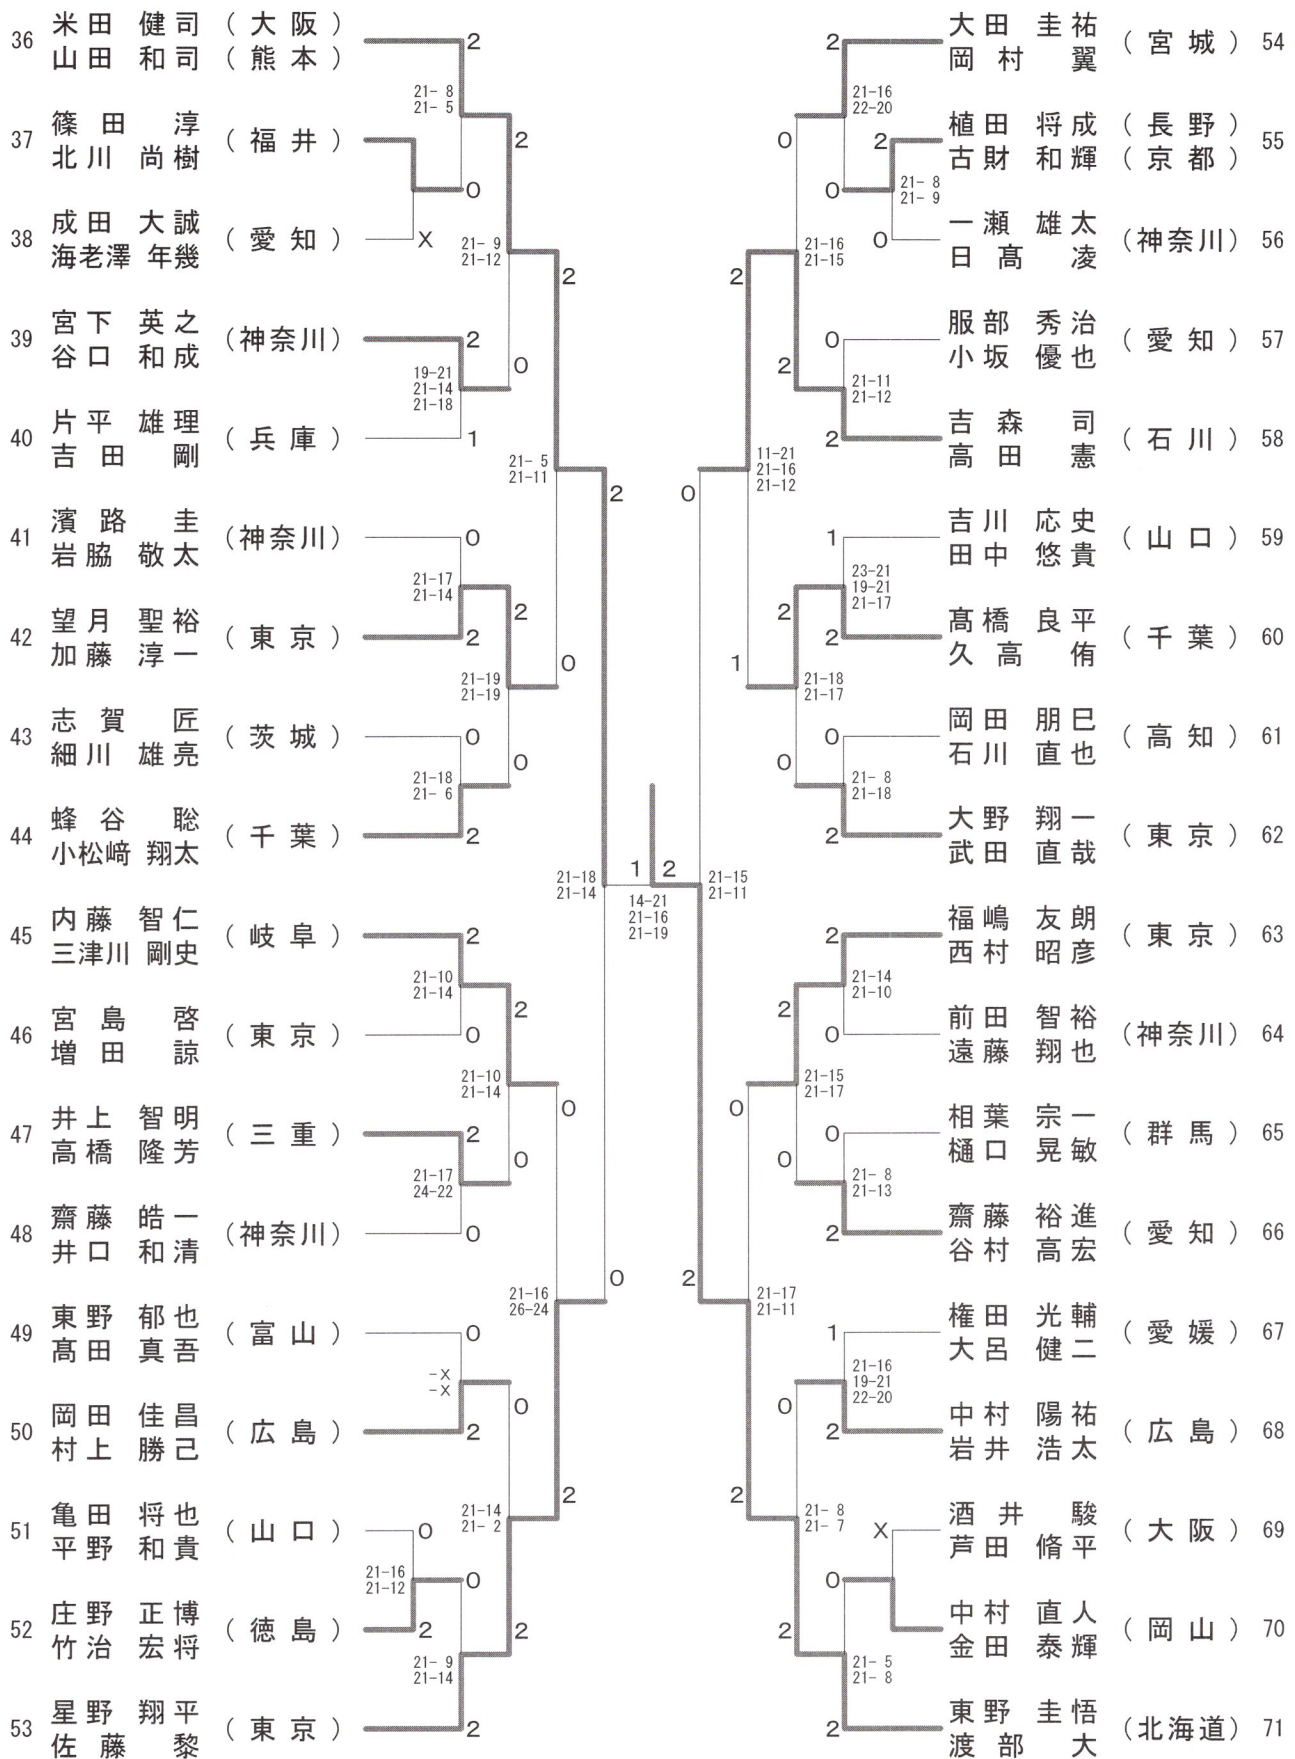 36 米田 健司 (大阪) 2
山田 和司 (熊本)
21- 8
21- 5
37 篠田 淳 (福井) 2
北川 尚樹
0
38 成田 大誠 (愛知) X
海老澤 年幾
21- 9
21-12
2
39 宮下 英之 (神奈川) 2
谷口 和成
0
19-21
21-14
21-18
40 片平 雄理 (兵庫) 1
吉田 剛
21- 5
21-11
2
41 濱路 圭 (神奈川) 0
岩脇 敬太
21-17
21-14
2
42 望月 聖裕 (東京) 2
加藤 淳一
0
21-19
21-19
43 志賀 匠 (茨城) 0
細川 雄亮
0
21-18
21- 6
44 蜂谷 聡 (千葉) 2
小松﨑 翔太
21-18
21-14
1 2
14-21
21-16
21-19
45 内藤 智仁 (岐阜) 2
三津川 剛史
21-10
21-14
2
46 宮島 啓 (東京) 0
増田 諒
21-10
21-14
0
47 井上 智明 (三重) 2
高橋 隆芳
0
21-17
24-22
48 齋藤 皓一 (神奈川) 0
井口 和清
0
21-16
26-24
49 東野 郁也 (富山) 0
髙田 真吾
-X
-X
0
50 岡田 佳昌 (広島) 2
村上 勝己
2
21-14
21- 2
51 亀田 将也 (山口) 0
平野 和貴
21-16
21-12
0
52 庄野 正博 (徳島) 2
竹治 宏将
2
21- 9
21-14
53 星野 翔平 (東京) 2
佐藤 黎
2 大田 圭祐 (宮城) 54
岡村 翼
21-16
22-20
0
2 植田 将成 (長野) 55
古財 和輝 (京都)
0
21- 8
21- 9
0 一瀬 雄太 (神奈川) 56
日髙 凌
21-16
21-15
2
0 服部 秀治 (愛知) 57
小坂 優也
2
21-11
21-12
2 吉森 司 (石川) 58
高田 憲
11-21
21-16
21-12
0
1 吉川 応史 (山口) 59
田中 悠貴
23-21
19-21
21-17
2
2 髙橋 良平 (千葉) 60
久高 侑
1
21-18
21-17
0 岡田 朋巳 (高知) 61
石川 直也
0
21- 8
21-18
2 大野 翔一 (東京) 62
武田 直哉
21-15
21-11
2 福嶋 友朗 (東京) 63
西村 昭彦
21-14
21-10
2
0 前田 智裕 (神奈川) 64
遠藤 翔也
21-15
21-17
0
0 相葉 宗一 (群馬) 65
樋口 晃敏
0
21- 8
21-13
2 齋藤 裕進 (愛知) 66
谷村 高宏
2
21-17
21-11
1 権田 光輔 (愛媛) 67
大呂 健二
21-16
19-21
22-20
0
2 中村 陽祐 (広島) 68
岩井 浩太
2
21- 8
21- 7
X 酒井 駿 (大阪) 69
芦田 脩平
0
中村 直人 (岡山) 70
金田 泰輝
2
21- 5
21- 8
2 東野 圭悟 (北海道) 71
渡部 大